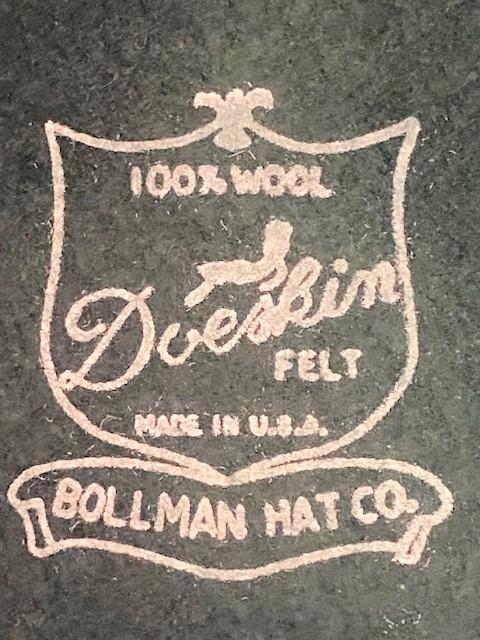 100% WOOL
Doeskin
FELT
MADE IN U.S.A.
BOLLMAN HAT CO.